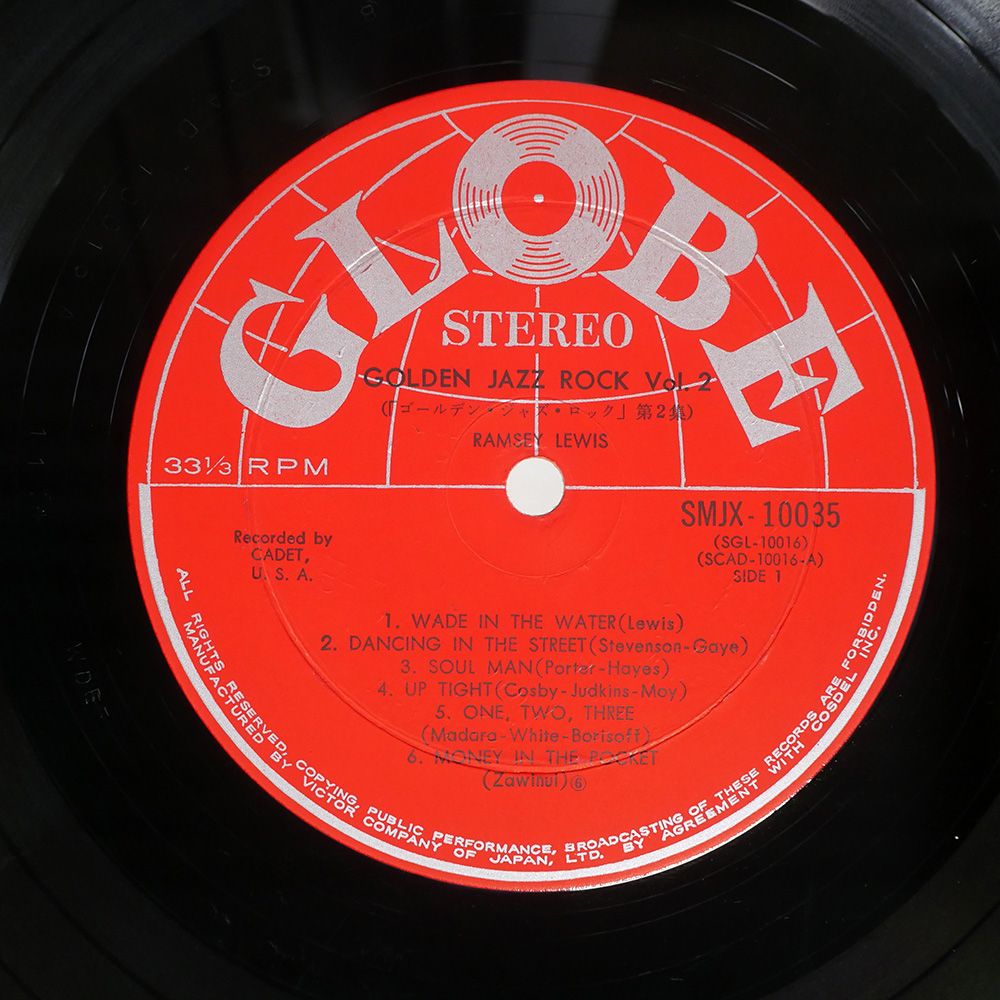 GLOBE
STEREO
GOLDEN JAZZ ROCK Vol. 2
(「ゴールデン・ジャズ・ロック」第2集)
RAMSEY LEWIS
33⅓ RPM
SMJX-10035
(SGL-10016)
(SCAD-10016-A)
SIDE 1
Recorded by
CADET,
U. S. A.
1. WADE IN THE WATER(Lewis)
2. DANCING IN THE STREET(Stevenson-Gaye)
3. SOUL MAN(Porter-Hayes)
4. UP TIGHT(Cosby-Judkins-Moy)
5. ONE, TWO, THREE
(Madara-White-Borisoff)
6. MONEY IN THE POCKET
(Zawinul)⑥
ALL RIGHTS RESERVED, COPYING, PUBLIC PERFORMANCE, BROADCASTING OF THESE RECORDS ARE FORBIDDEN.
MANUFACTURED BY VICTOR COMPANY OF JAPAN, LTD. BY AGREEMENT WITH COSDEL INC.